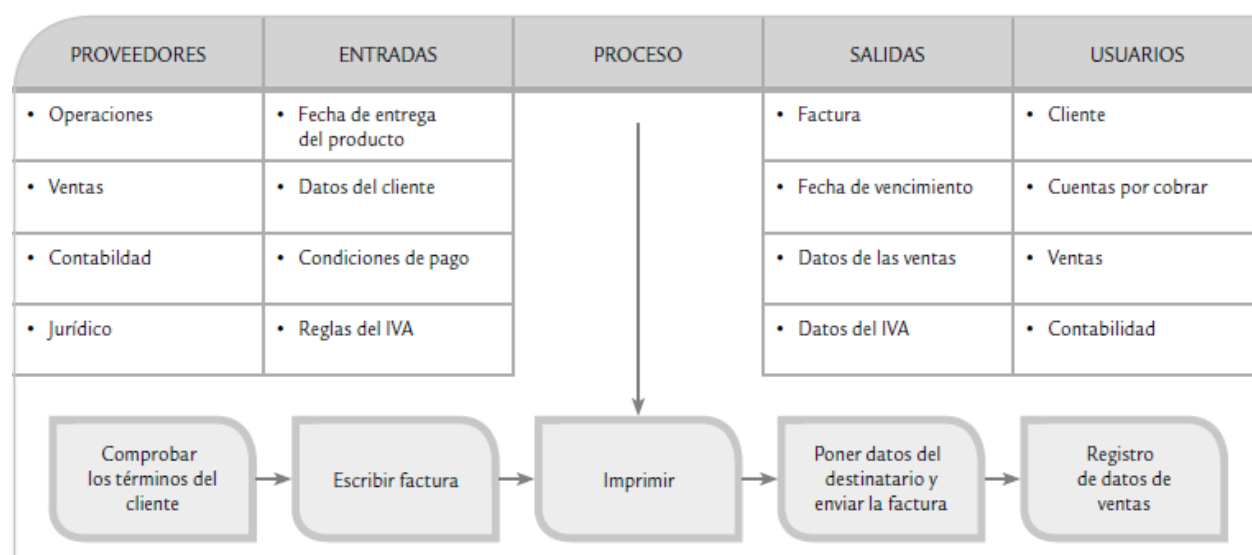 PROVEEDORES ENTRADAS PROCESO SALIDAS USUARIOS
• Operaciones
• Fecha de entrega
del producto
• Factura
• Cliente
• Ventas
• Datos del cliente
• Fecha de vencimiento
• Cuentas por cobrar
• Contabildad
• Condiciones de pago
• Datos de las ventas
• Ventas
• Jurídico
• Reglas del IVA
• Datos del IVA
• Contabilidad
Comprobar
los términos del
cliente
Escribir factura
Imprimir
Poner datos del
destinatario y
enviar la factura
Registro
de datos de
ventas